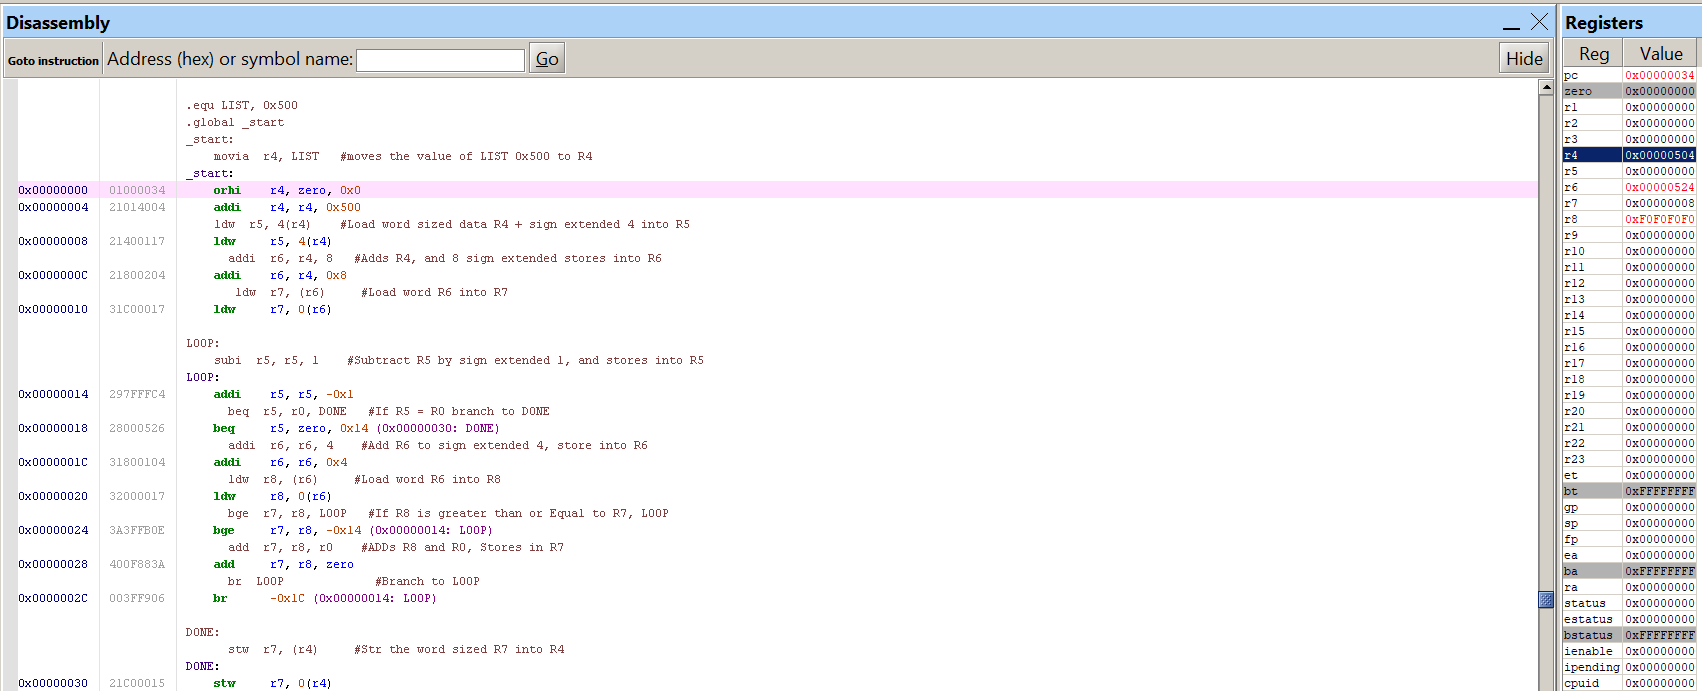 Disassembly
Goto instruction Address (hex) or symbol name: Go Hide
.equ LIST, 0x500
.global _start
_start:
movia r4, LIST #moves the value of LIST 0x500 to R4
_start:
0x00000000 01000034 orhi r4, zero, 0x0
0x00000004 21014004 addi r4, r4, 0x500
ldw r5, 4(r4) #Load word sized data R4 + sign extended 4 into R5
0x00000008 21400117 ldw r5, 4(r4)
addi r6, r4, 8 #Adds R4, and 8 sign extended stores into R6
0x0000000C 21800204 addi r6, r4, 0x8
ldw r7, (r6) #Load word R6 into R7
0x00000010 31C00017 ldw r7, 0(r6)
LOOP:
subi r5, r5, 1 #Subtract R5 by sign extended 1, and stores into R5
LOOP:
0x00000014 297FFFC4 addi r5, r5, -0x1
beq r5, r0, DONE #If R5 = R0 branch to DONE
0x00000018 28000526 beq r5, zero, 0x14 (0x00000030: DONE)
addi r6, r6, 4 #Add R6 to sign extended 4, store into R6
0x0000001C 31800104 addi r6, r6, 0x4
ldw r8, (r6) #Load word R6 into R8
0x00000020 32000017 ldw r8, 0(r6)
bge r7, r8, LOOP #If R8 is greater than or Equal to R7, LOOP
0x00000024 3A3FFB0E bge r7, r8, -0x14 (0x00000014: LOOP)
add r7, r8, r0 #ADDs R8 and R0, Stores in R7
0x00000028 400F883A add r7, r8, zero
br LOOP #Branch to LOOP
0x0000002C 003FF906 br -0x1C (0x00000014: LOOP)
DONE:
stw r7, (r4) #Str the word sized R7 into R4
DONE:
0x00000030 21C00015 stw r7, 0(r4)
Registers
Reg Value
pc 0x00000034
zero 0x00000000
r1 0x00000000
r2 0x00000000
r3 0x00000000
r4 0x00000504
r5 0x00000000
r6 0x00000524
r7 0x00000008
r8 0xF0F0F0F0
r9 0x00000000
r10 0x00000000
r11 0x00000000
r12 0x00000000
r13 0x00000000
r14 0x00000000
r15 0x00000000
r16 0x00000000
r17 0x00000000
r18 0x00000000
r19 0x00000000
r20 0x00000000
r21 0x00000000
r22 0x00000000
r23 0x00000000
et 0x00000000
bt 0xFFFFFFFF
gp 0x00000000
sp 0x00000000
fp 0x00000000
ea 0x00000000
ba 0xFFFFFFFF
ra 0x00000000
status 0x00000000
estatus 0x00000000
bstatus 0xFFFFFFFF
ienable 0x00000000
ipending 0x00000000
cpuid 0x00000000